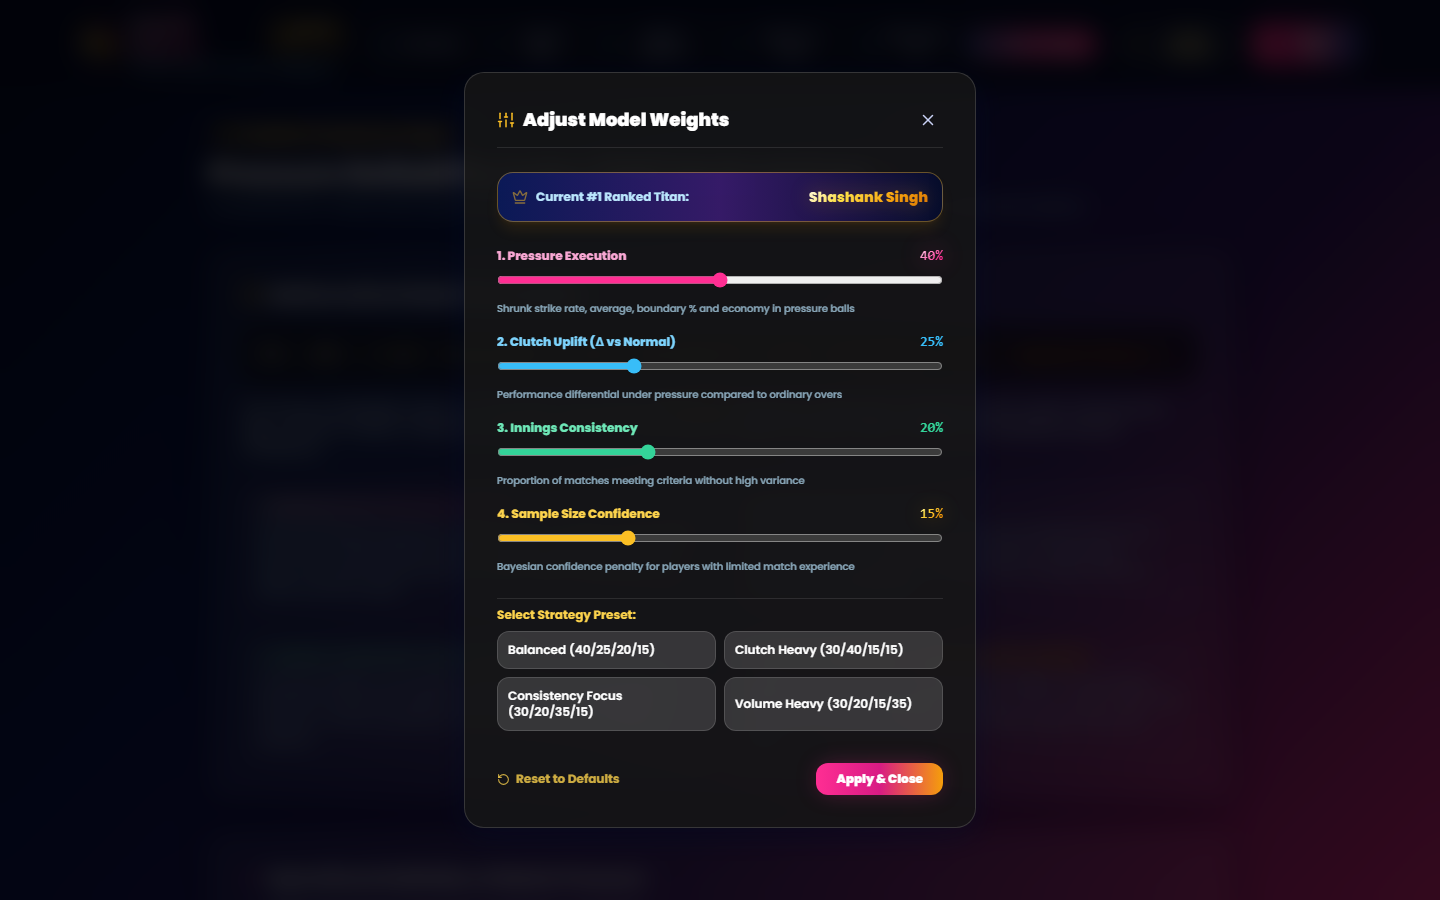 Adjust Model Weights
Current #1 Ranked Titan: Shashank Singh
1. Pressure Execution 40%
Shrunk strike rate, average, boundary % and economy in pressure balls
2. Clutch Uplift (Δ vs Normal) 25%
Performance differential under pressure compared to ordinary overs
3. Innings Consistency 20%
Proportion of matches meeting criteria without high variance
4. Sample Size Confidence 15%
Bayesian confidence penalty for players with limited match experience
Select Strategy Preset:
Balanced (40/25/20/15) Clutch Heavy (30/40/15/15)
Consistency Focus
(30/20/35/15) Volume Heavy (30/20/15/35)
Reset to Defaults Apply & Close